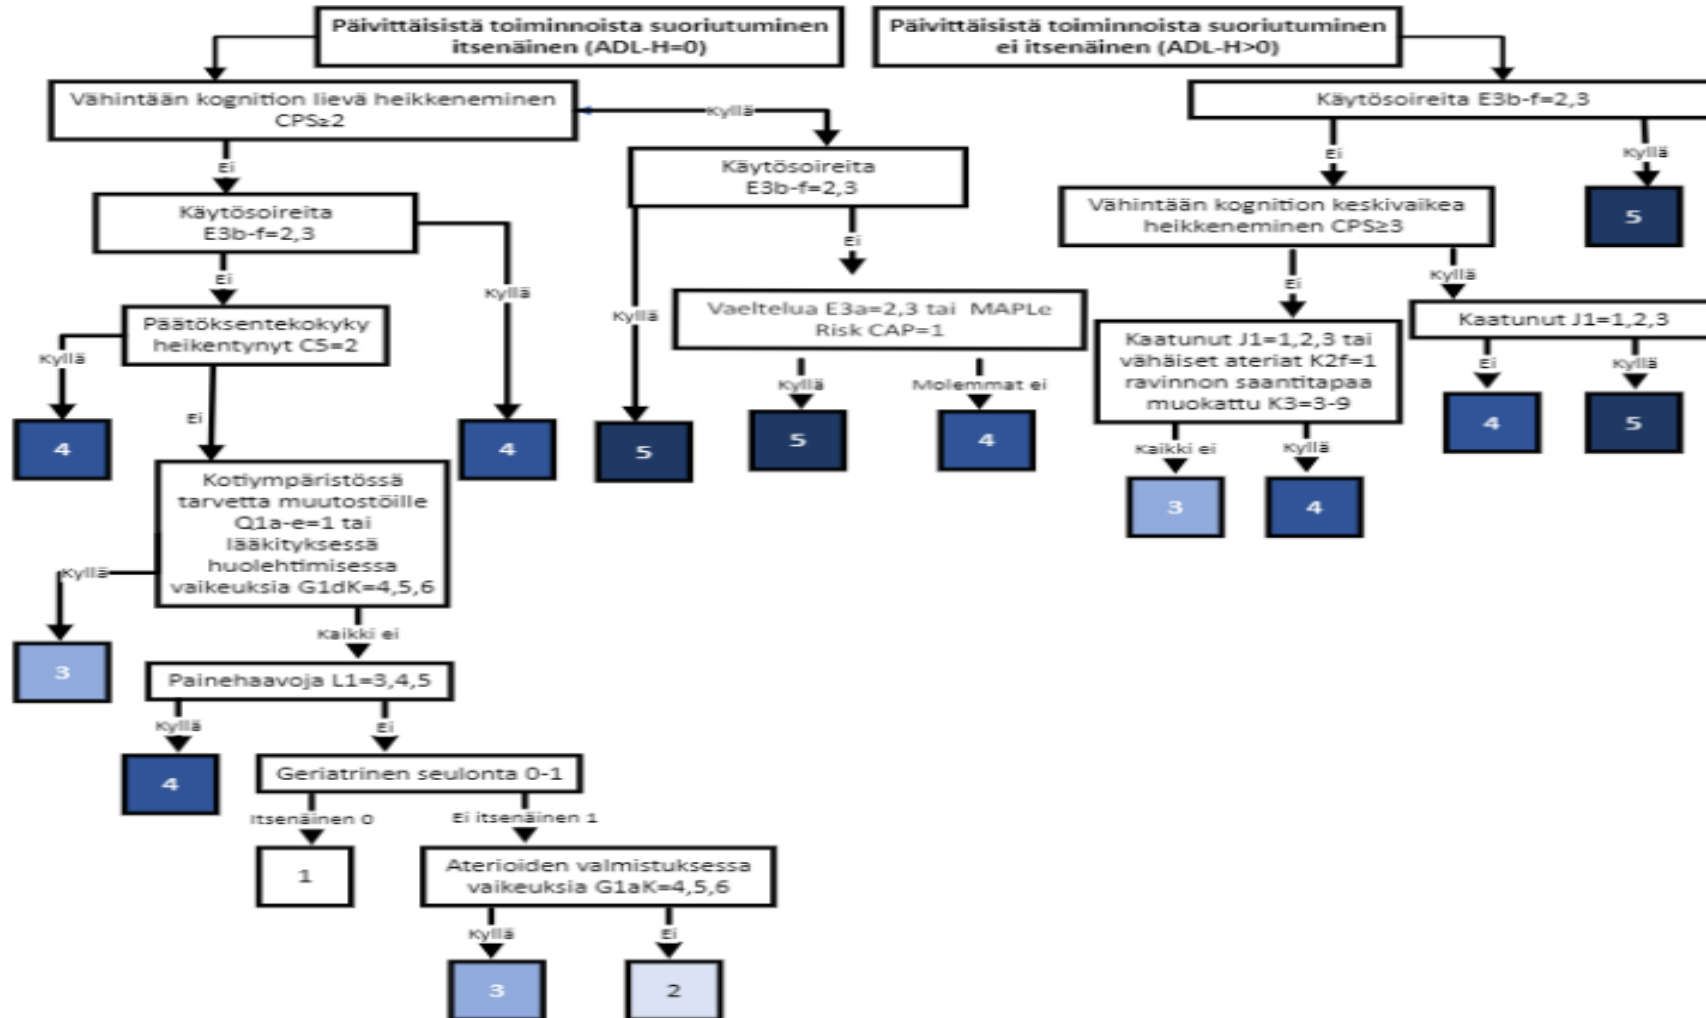 Päivittäisistä toiminnoista suoriutuminen
itsenäinen (ADL-H=0)
Päivittäisistä toiminnoista suoriutuminen
ei itsenäinen (ADL-H>0)
Vähintään kognition lievä heikkeneminen
CPS≥2
Kyllä
Käytösoireita E3b-f=2,3
Ei
Käytösoireita
E3b-f=2,3
Ei
Kyllä
Käytösoireita
E3b-f=2,3
Vähintään kognition keskivaikea
heikkeneminen CPS≥3
5
Ei
Kyllä
Kyllä
Ei
Ei
Kyllä
Päätöksentekokyky
heikentynyt C5=2
Vaeltelua E3a=2,3 tai MAPLe
Risk CAP=1
Kaatunut J1=1,2,3 tai
vähäiset ateriat K2f=1
ravinnon saantitapaa
muokattu K3=3-9
Kaatunut J1=1,2,3
Kyllä
Ei
Kyllä
Molemmat ei
Ei
Kyllä
4
4
5
5
4
4
5
Kaikki ei
Kyllä
3
4
Kotiympäristössä
tarvetta muutostöille
Q1a-e=1 tai
lääkityksessä
huolehtimisessa
vaikeuksia G1dK=4,5,6
Kyllä
Kaikki ei
3
Painehaavoja L1=3,4,5
Kyllä
Ei
4
Geriatrinen seulonta 0-1
Itsenäinen 0
Ei itsenäinen 1
1
Aterioiden valmistuksessa
vaikeuksia G1aK=4,5,6
Kyllä
Ei
3
2